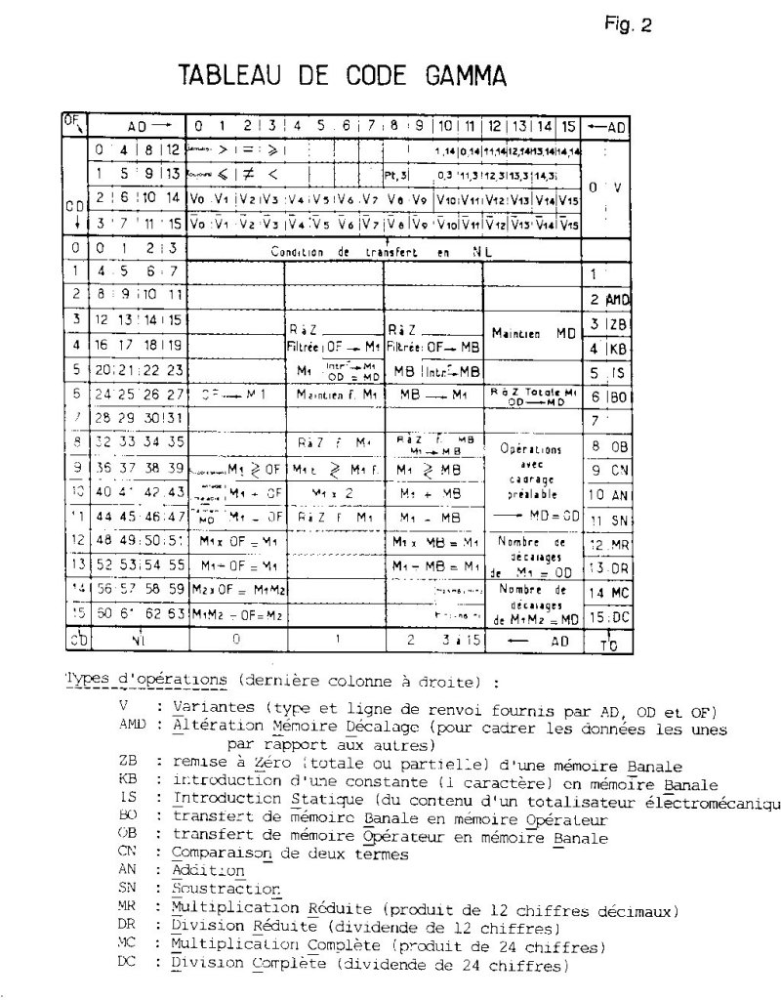 Fig. 2
TABLEAU DE CODE GAMMA
OF AD → 0 1 2 3 4 5 6 7 8 9 10 11 12 13 14 15 ←AD
0 4 8 12 > = ⩾ 1,14 0,14 11,14 12,14 13,14 14,14
1 5 9 13 ⩽ ≠ < Pt,3 0,3 11,3 12,3 13,3 14,3 0 V
CD 2 6 10 14 V0 V1 V2 V3 V4 V5 V6 V7 V8 V9 V10 V11 V12 V13 V14 V15
↓ 3 7 11 15 V̅0 V̅1 V̅2 V̅3 V̅4 V̅5 V̅6 V̅7 V̅8 V̅9 V̅10 V̅11 V̅12 V̅13 V̅14 V̅15
0 0 1 2 3 Condition de transfert en NL
1 4 5 6 7 1
2 8 9 10 11 2 AMD
3 12 13 14 15 R à Z R à Z Maintien MD 3 ZB
4 16 17 18 19 Filtrée: OF → M1 Filtrée: OF → MB 4 KB
5 20 21 22 23 M1 Intr → M1 OD = MD MB Intr → MB 5 IS
6 24 25 26 27 OF → M1 Maintien f. M1 MB → M1 R à Z Totale M1 OD → MD 6 BO
7 28 29 30 31 7
8 32 33 34 35 R à Z f M1 R à Z f. MB M1 → MB Opérations 8 OB
9 36 37 38 39 M1 ≷ OF M1 t ≷ M1 f. M1 ≷ MB avec cadrage 9 CN
10 40 41 42 43 M1 + OF M1 x 2 M1 + MB préalable 10 AN
11 44 45 46 47 MD M1 - OF R à Z f M1 M1 - MB → MD = OD 11 SN
12 48 49 50 51 M1 x OF = M1 M1 x MB = M1 Nombre de 12 MR
13 52 53 54 55 M1 ÷ OF = M1 M1 ÷ MB = M1 décalages de M1 = OD 13 DR
14 56 57 58 59 M2 x OF = M1M2 Nombre de 14 MC
15 60 61 62 63 M1M2 ÷ OF = M2 décalages de M1M2 = MD 15 DC
CD NL 0 1 2 3 à 15 ← AD TO
Types d'opérations (dernière colonne à droite) :
V : Variantes (type et ligne de renvoi fournis par AD, OD et OF)
AMD : Altération Mémoire Décalage (pour cadrer les données les unes
par rapport aux autres)
ZB : remise à Zéro (totale ou partielle) d'une mémoire Banale
KB : introduction d'une constante (1 caractère) en mémoire Banale
IS : Introduction Statique (du contenu d'un totalisateur électromécaniqu
BO : transfert de mémoire Banale en mémoire Opérateur
OB : transfert de mémoire Opérateur en mémoire Banale
CN : Comparaison de deux termes
AN : Addition
SN : Soustraction
MR : Multiplication Réduite (produit de 12 chiffres décimaux)
DR : Division Réduite (dividende de 12 chiffres)
MC : Multiplication Complète (produit de 24 chiffres)
DC : Division Complète (dividende de 24 chiffres)